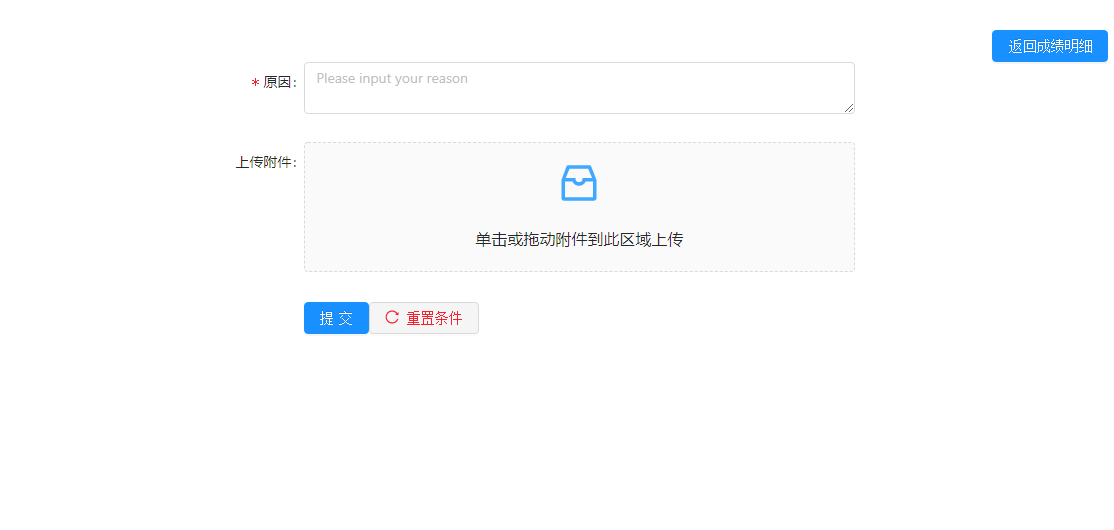 返回成绩明细
* 原因:
Please input your reason
上传附件:
单击或拖动附件到此区域上传
提 交
重置条件